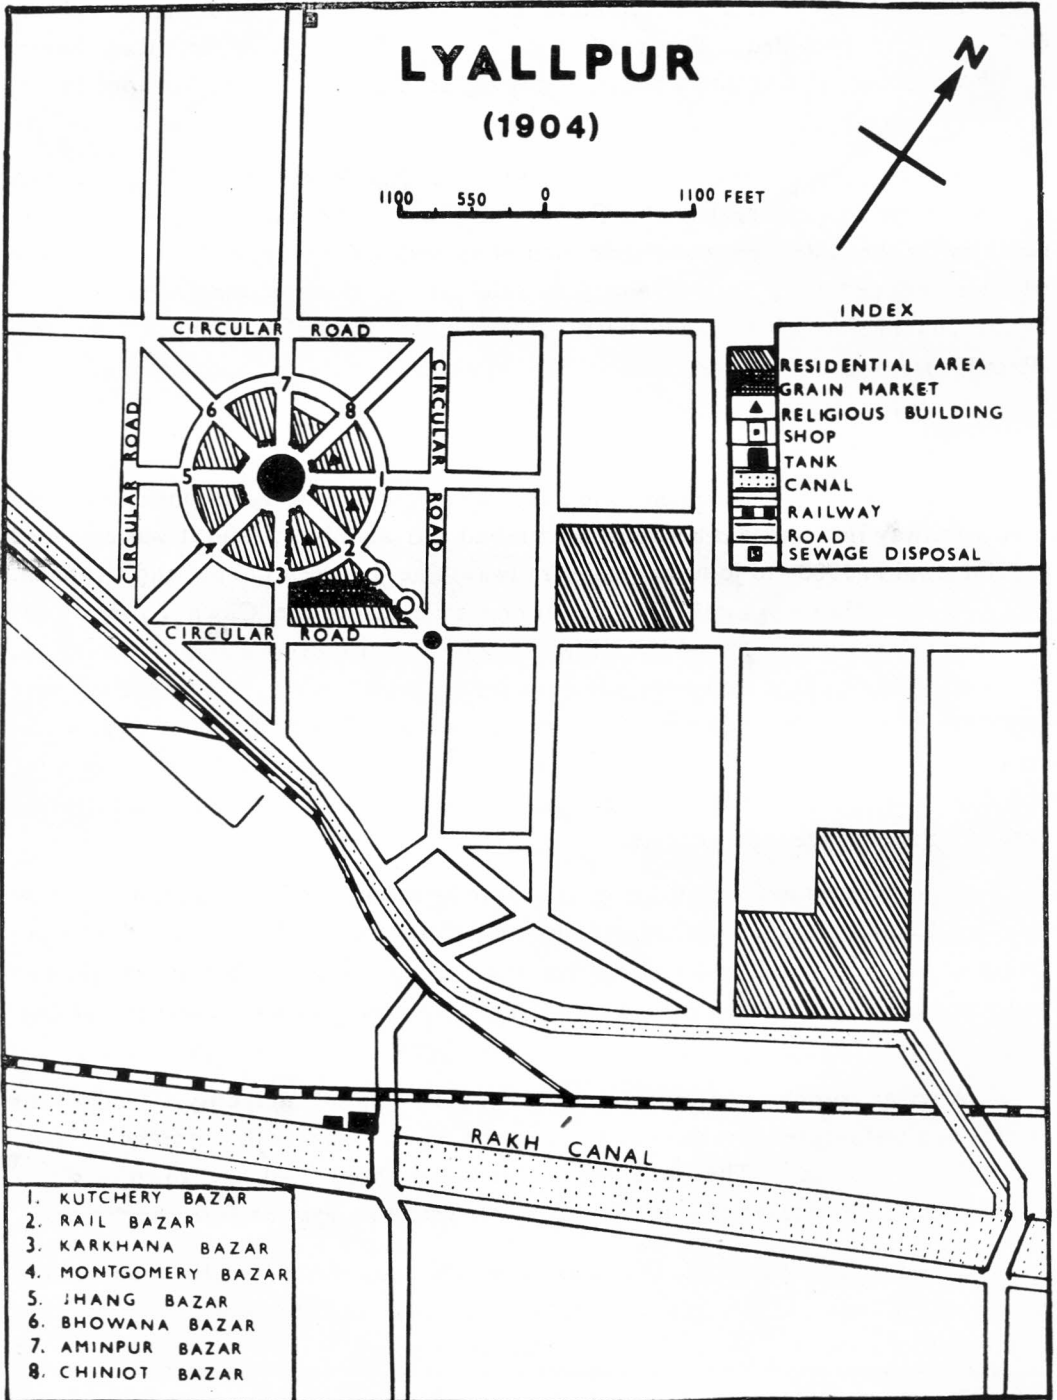 LYALLPUR
(1904)
N
1100 550 0 1100 FEET
INDEX
RESIDENTIAL AREA
GRAIN MARKET
RELIGIOUS BUILDING
SHOP
TANK
CANAL
RAILWAY
ROAD
SEWAGE DISPOSAL
CIRCULAR ROAD
CIRCULAR ROAD
CIRCULAR ROAD
CIRCULAR ROAD
7
6
8
5
1
2
3
CIRCULAR ROAD
RAKH CANAL
1. KUTCHERY BAZAR
2. RAIL BAZAR
3. KARKHANA BAZAR
4. MONTGOMERY BAZAR
5. JHANG BAZAR
6. BHOWANA BAZAR
7. AMINPUR BAZAR
8. CHINIOT BAZAR